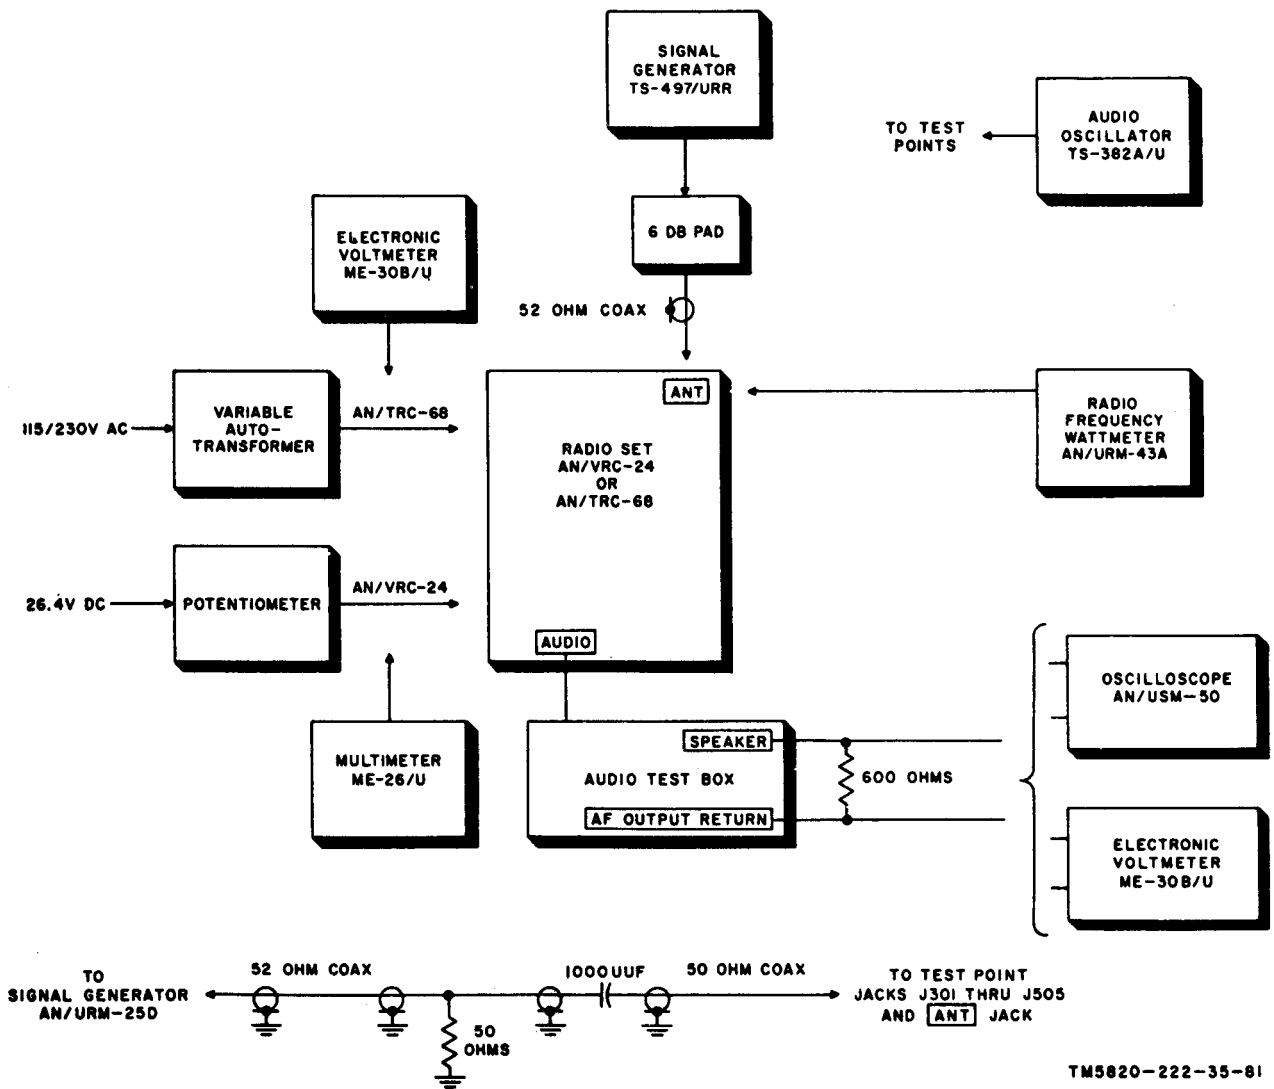 SIGNAL
GENERATOR
TS-497/URR
TO TEST
POINTS
AUDIO
OSCILLATOR
TS-382A/U
ELECTRONIC
VOLTMETER
ME-30B/U
6 DB PAD
52 OHM COAX
115/230V AC
VARIABLE
AUTO-
TRANSFORMER
AN/TRC-68
ANT
RADIO SET
AN/VRC-24
OR
AN/TRC-68
RADIO
FREQUENCY
WATTMETER
AN/URM-43A
26.4V DC
POTENTIOMETER
AN/VRC-24
AUDIO
MULTIMETER
ME-26/U
SPEAKER
AUDIO TEST BOX
AF OUTPUT RETURN
600 OHMS
OSCILLOSCOPE
AN/USM-50
ELECTRONIC
VOLTMETER
ME-30B/U
TO
SIGNAL GENERATOR
AN/URM-25D
52 OHM COAX
50
OHMS
1000UUF
50 OHM COAX
TO TEST POINT
JACKS J301 THRU J505
AND ANT JACK
TM5820-222-35-81